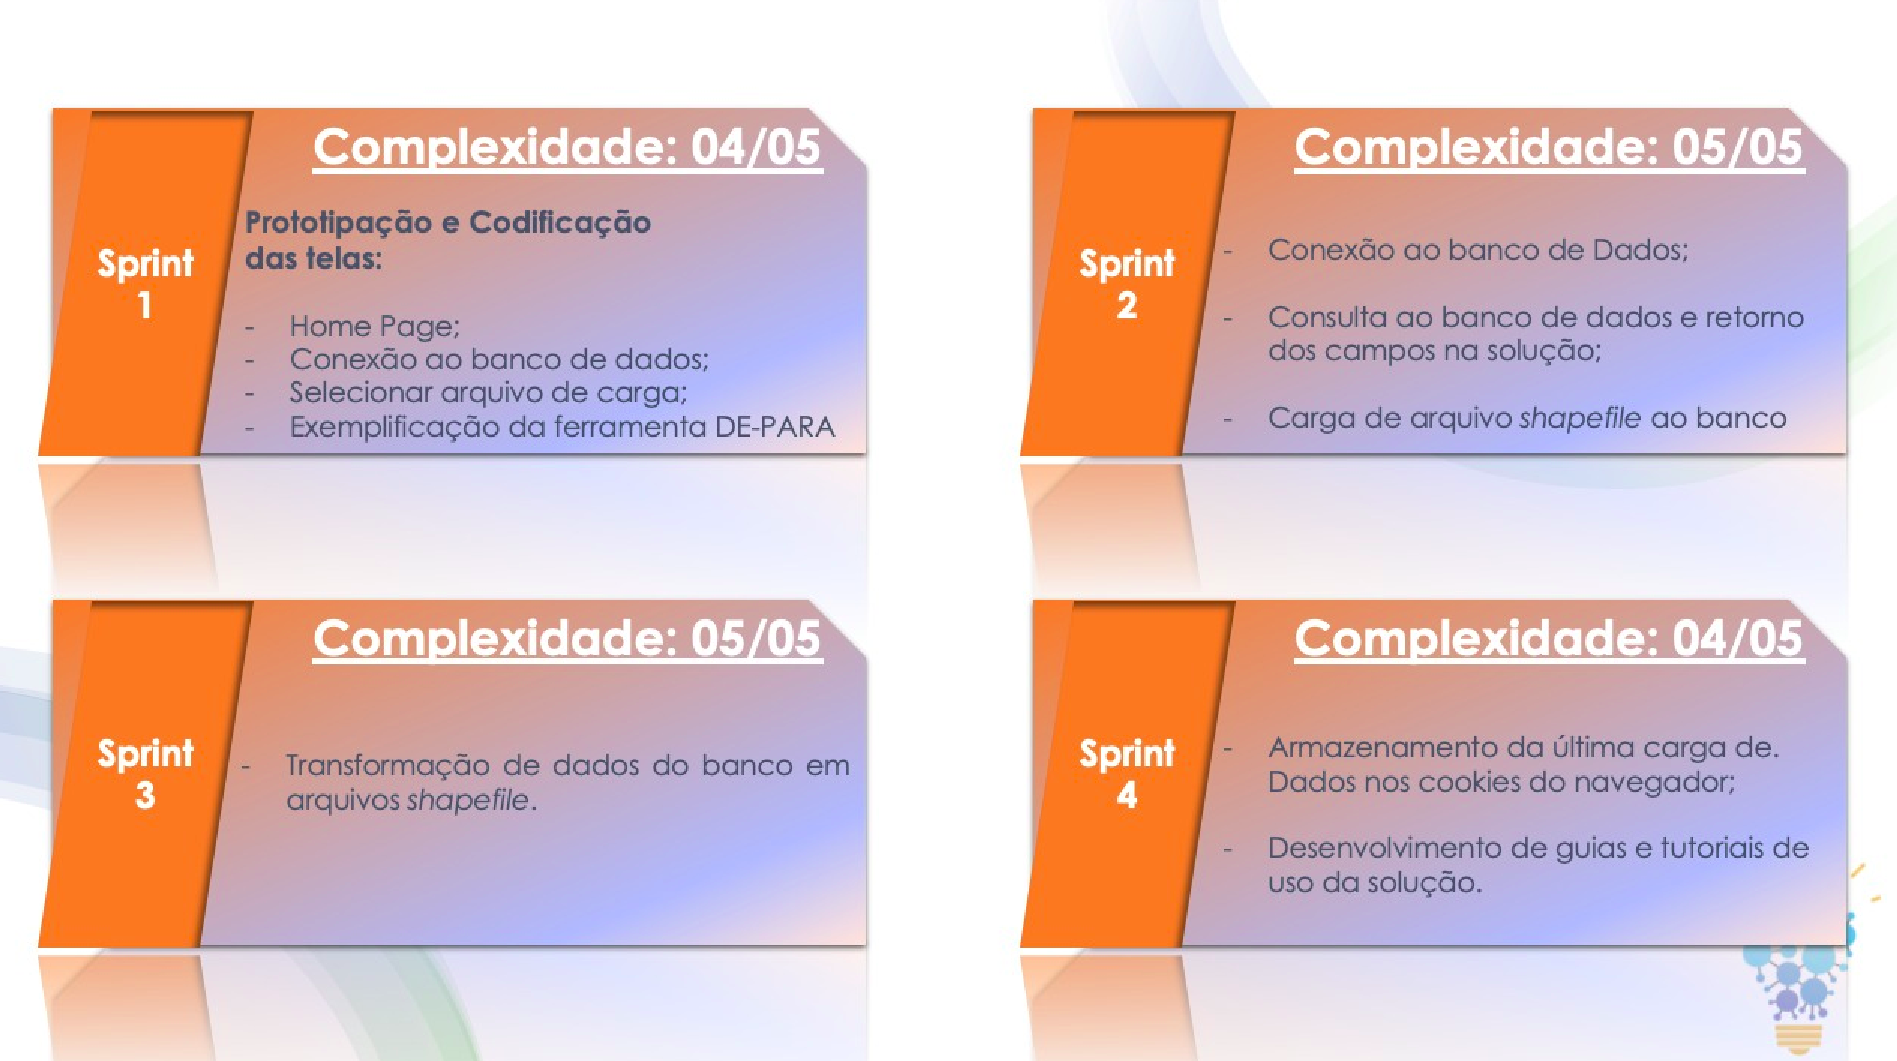 Complexidade: 04/05
Sprint
1
Prototipação e Codificação
das telas:
- Home Page;
- Conexão ao banco de dados;
- Selecionar arquivo de carga;
- Exemplificação da ferramenta DE-PARA
Complexidade: 05/05
Sprint
2
- Conexão ao banco de Dados;
- Consulta ao banco de dados e retorno
dos campos na solução;
- Carga de arquivo shapefile ao banco
Complexidade: 05/05
Sprint
3
- Transformação de dados do banco em
arquivos shapefile.
Complexidade: 04/05
Sprint
4
- Armazenamento da última carga de.
Dados nos cookies do navegador;
- Desenvolvimento de guias e tutoriais de
uso da solução.